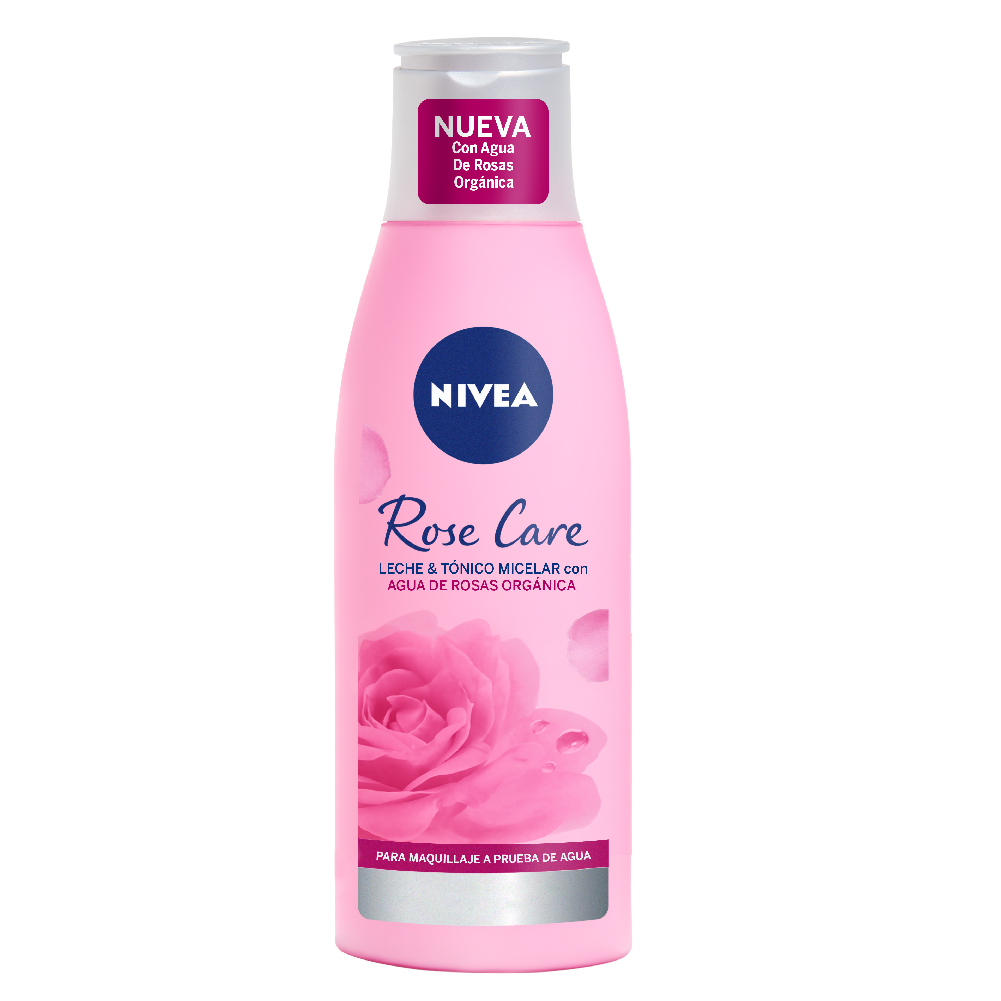 NUEVA
Con Agua
De Rosas
Orgánica
NIVEA
Rose Care
LECHE & TÓNICO MICELAR con
AGUA DE ROSAS ORGÁNICA
PARA MAQUILLAJE A PRUEBA DE AGUA